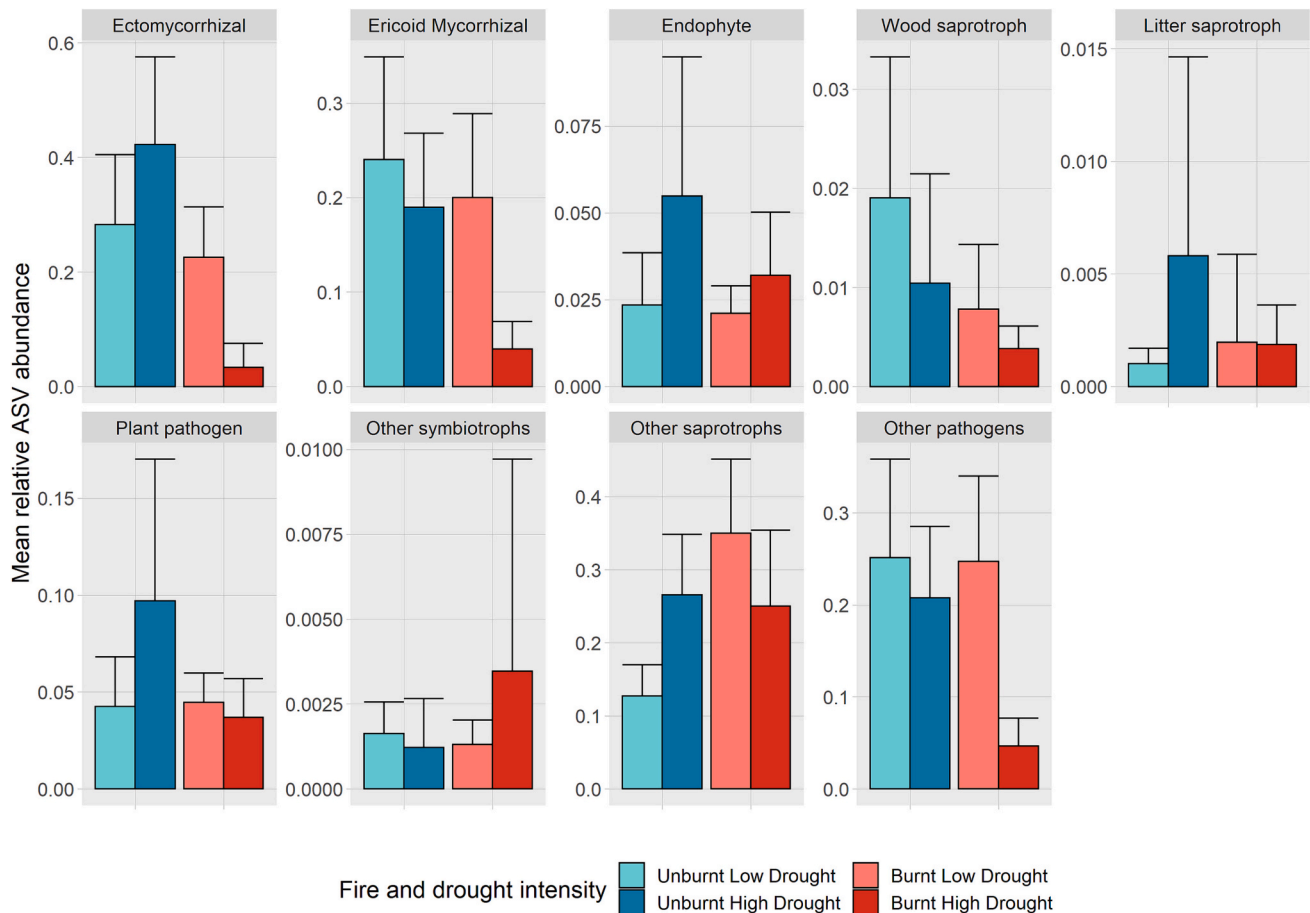 Ectomycorrhizal
Ericoid Mycorrhizal
Endophyte
Wood saprotroph
Litter saprotroph
0.6
0.4
0.2
0.0
0.3
0.2
0.1
0.0
0.075
0.050
0.025
0.000
0.03
0.02
0.01
0.00
0.015
0.010
0.005
0.000
Mean relative ASV abundance
Plant pathogen
Other symbiotrophs
Other saprotrophs
Other pathogens
0.15
0.10
0.05
0.00
0.0100
0.0075
0.0050
0.0025
0.0000
0.4
0.3
0.2
0.1
0.0
0.3
0.2
0.1
0.0
Fire and drought intensity
Unburnt Low Drought
Burnt Low Drought
Unburnt High Drought
Burnt High Drought